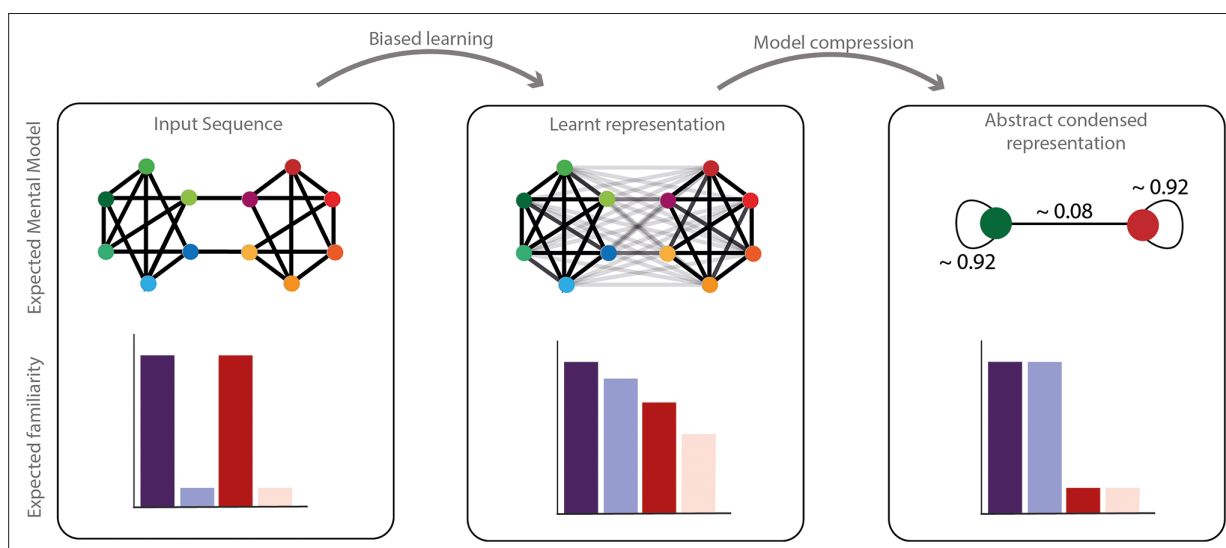 Biased learning
Model compression
Expected Mental Model
Input Sequence
Learnt representation
Abstract condensed
representation
~ 0.92
~ 0.08
~ 0.92
Expected familiarity